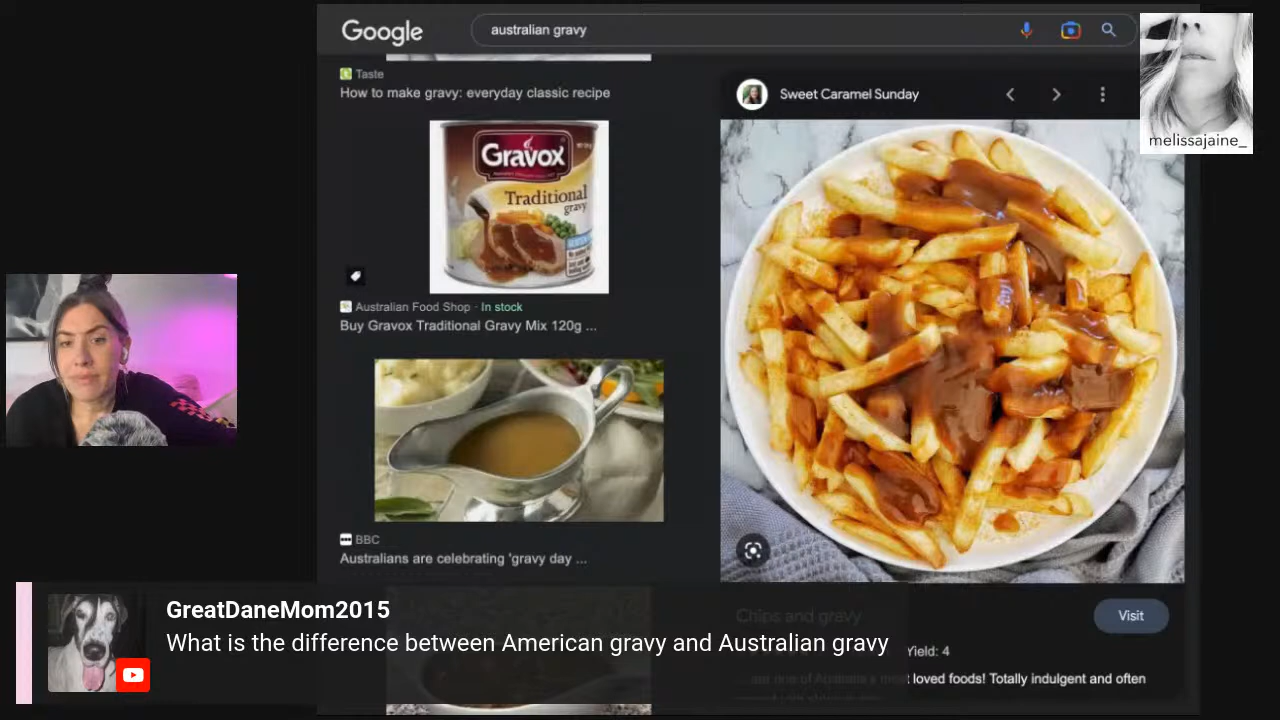 Google
australian gravy
melissajaine_
Taste
How to make gravy: everyday classic recipe
Sweet Caramel Sunday
Gravox
Traditional
gravy
Australian Food Shop · In stock
Buy Gravox Traditional Gravy Mix 120g ...
BBC
Australians are celebrating 'gravy day ...
Chips and gravy
Visit
Yield: 4
loved foods! Totally indulgent and often
GreatDaneMom2015
What is the difference between American gravy and Australian gravy